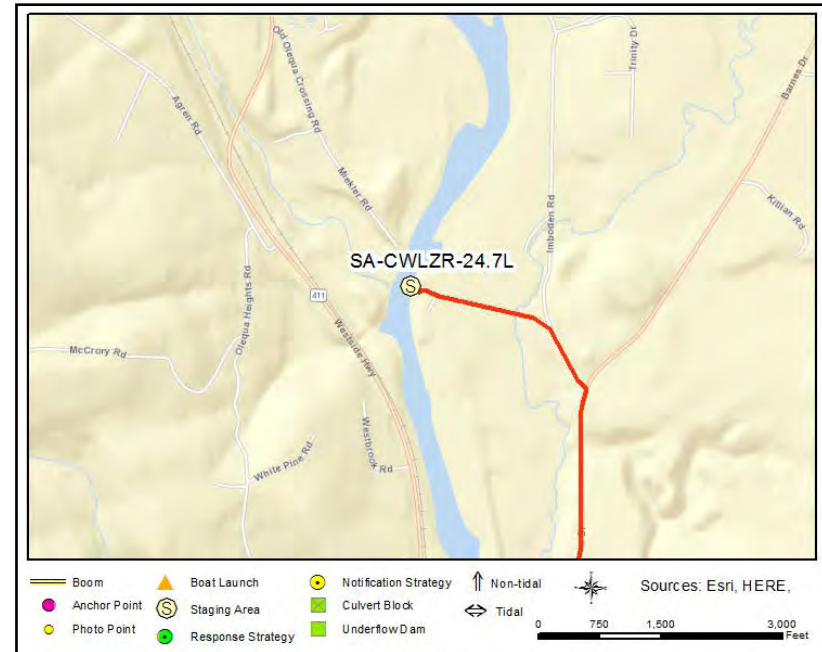 Old Olequa Crossing Rd
Trinity Dr
Barnes Dr
Agren Rd
Miekler Rd
Imboden Rd
Killian Rd
SA-CWLZR-24.7L
S
Olequa Heights Rd
411
Westside Hwy
McCrory Rd
Westbrook Rd
White Pine Rd
Boom
Boat Launch
Notification Strategy
Non-tidal
Sources: Esri, HERE,
Anchor Point
S
Staging Area
Culvert Block
Tidal
Photo Point
Response Strategy
Underflow Dam
0 750 1,500 3,000
Feet